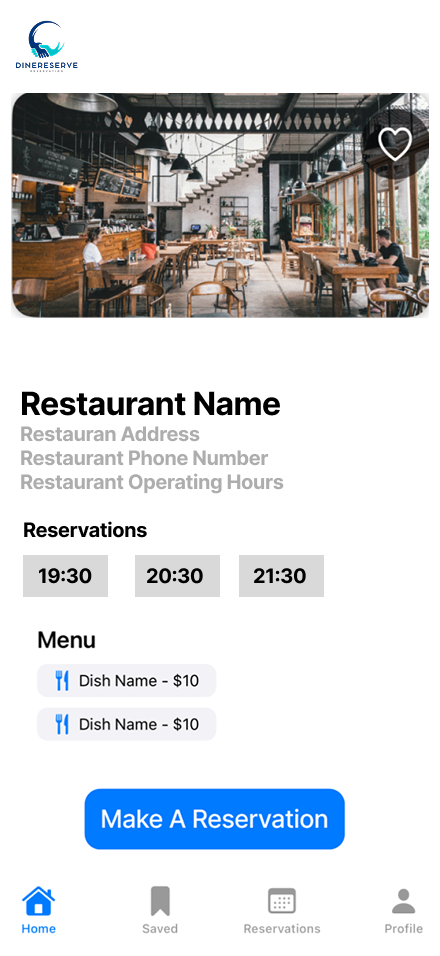 DINERESERVE
RESERVATION
Restaurant Name
Restauran Address
Restaurant Phone Number
Restaurant Operating Hours
Reservations
19:30 20:30 21:30
Menu
Dish Name - $10
Dish Name - $10
Make A Reservation
Home Saved Reservations Profile